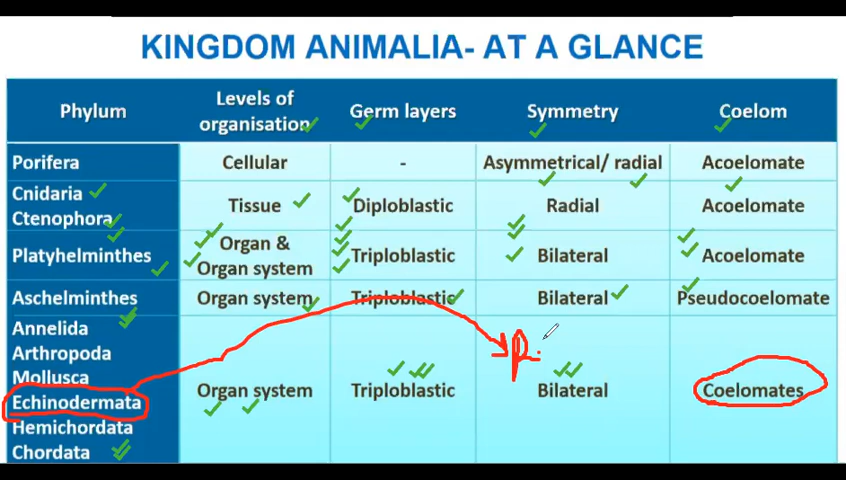 KINGDOM ANIMALIA- AT A GLANCE
Phylum Levels of organisation Germ layers Symmetry Coelom
Porifera Cellular - Asymmetrical/ radial Acoelomate
Cnidaria
Ctenophora Tissue Diploblastic Radial Acoelomate
Platyhelminthes Organ & Organ system Triploblastic Bilateral Acoelomate
Aschelminthes Organ system Triploblastic Bilateral Pseudocoelomate
Annelida
Arthropoda
Mollusca
Echinodermata
Hemichordata
Chordata
Organ system Triploblastic Bilateral Coelomates